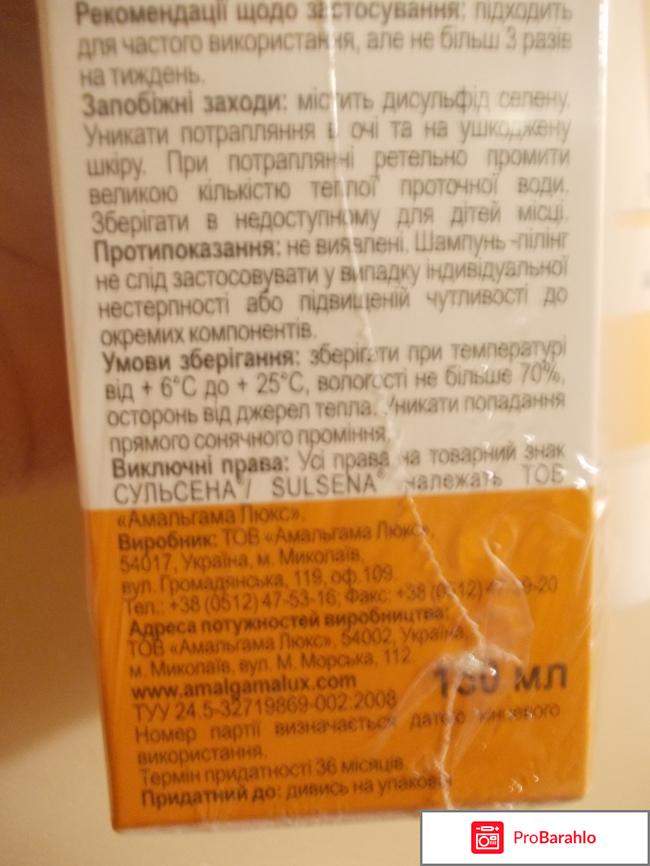 Рекомендації щодо застосування: підходить
для частого використання, але не більш 3 разів
на тиждень.
Запобіжні заходи: містить дисульфід селену.
Уникати потрапляння в очі та на ушкоджену
шкіру. При потраплянні ретельно промити
великою кількістю теплої проточної води.
Зберігати в недоступному для дітей місці.
Протипоказання: не виявлені. Шампунь-пілінг
не слід застосовувати у випадку індивідуальної
нестерпності або підвищеній чутливості до
окремих компонентів.
Умови зберігання: зберігати при температурі
від + 6°С до + 25°С, вологості не більше 70%,
осторонь від джерел тепла. Уникати попадання
прямого сонячного проміння.
Виключні права: Усі права на товарний знак
СУЛЬСЕНА®/ SULSENA® належать ТОВ
«Амальгама Люкс».
Виробник: ТОВ «Амальгама Люкс»,
54017, Україна, м. Миколаїв,
вул. Громадянська, 119, оф.109.
Тел.: +38 (0512) 47-53-16; Факс: +38 (0512)
Адреса потужностей виробництва:
ТОВ «Амальгама Люкс», 54002, Україна,
м. Миколаїв, вул. М. Морська, 112.
www.amalgamalux.com
мл
ТУУ 24.5-32719869-002:2008
Номер партії визначається датою кінцевого
використання.
Термін придатності 36 місяців.
Придатний до: дивись на упаковці
ProBarahlo